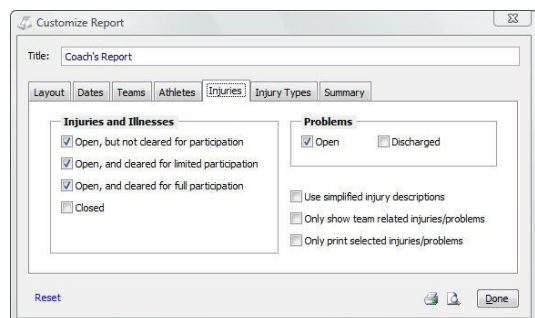 Customize Report
Title: Coach's Report
Layout Dates Teams Athletes Injuries Injury Types Summary
Injuries and Illnesses
Open, but not cleared for participation
Open, and cleared for limited participation
Open, and cleared for full participation
Closed
Problems
Open Discharged
Use simplified injury descriptions
Only show team related injuries/problems
Only print selected injuries/problems
Reset
Done